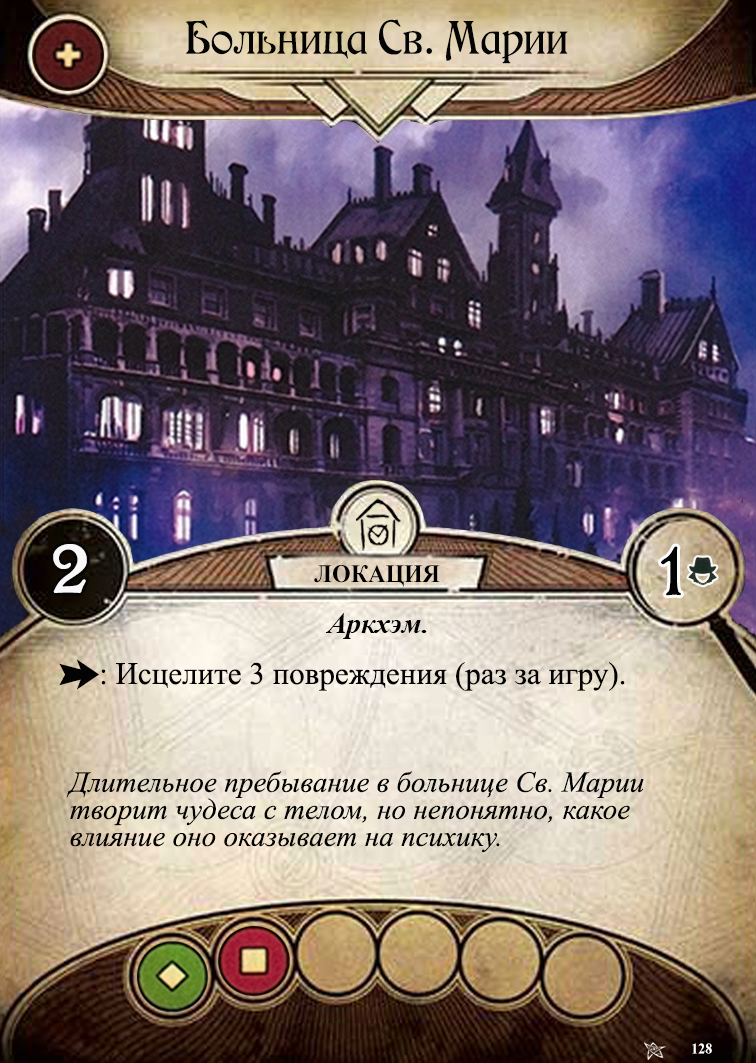 Больница Св. Марии
2
1
ЛОКАЦИЯ
Аркхэм.
: Исцелите 3 повреждения (раз за игру).
Длительное пребывание в больнице Св. Марии
творит чудеса с телом, но непонятно, какое
влияние оно оказывает на психику.
128